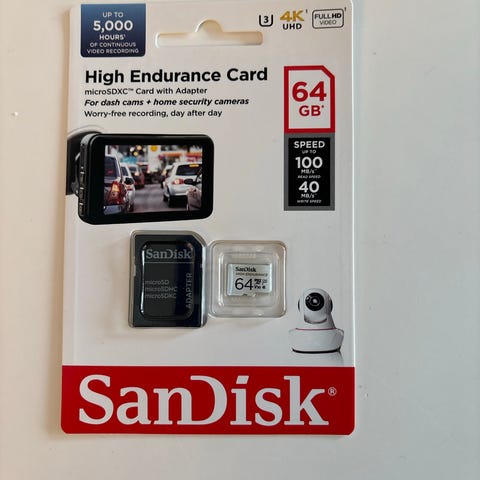 UP TO
5,000
HOURS*
OF CONTINUOUS
VIDEO RECORDING
U3 4K UHD FULL HD VIDEO
High Endurance Card
microSDXC™ Card with Adapter
For dash cams + home security cameras
Worry-free recording, day after day
64
GB*
SPEED
UP TO
100
MB/s*
READ SPEED
40
MB/s*
WRITE SPEED
SanDisk
microSD
microSDHC
microSDXC
ADAPTER
SanDisk
HIGH ENDURANCE
64
SanDisk®